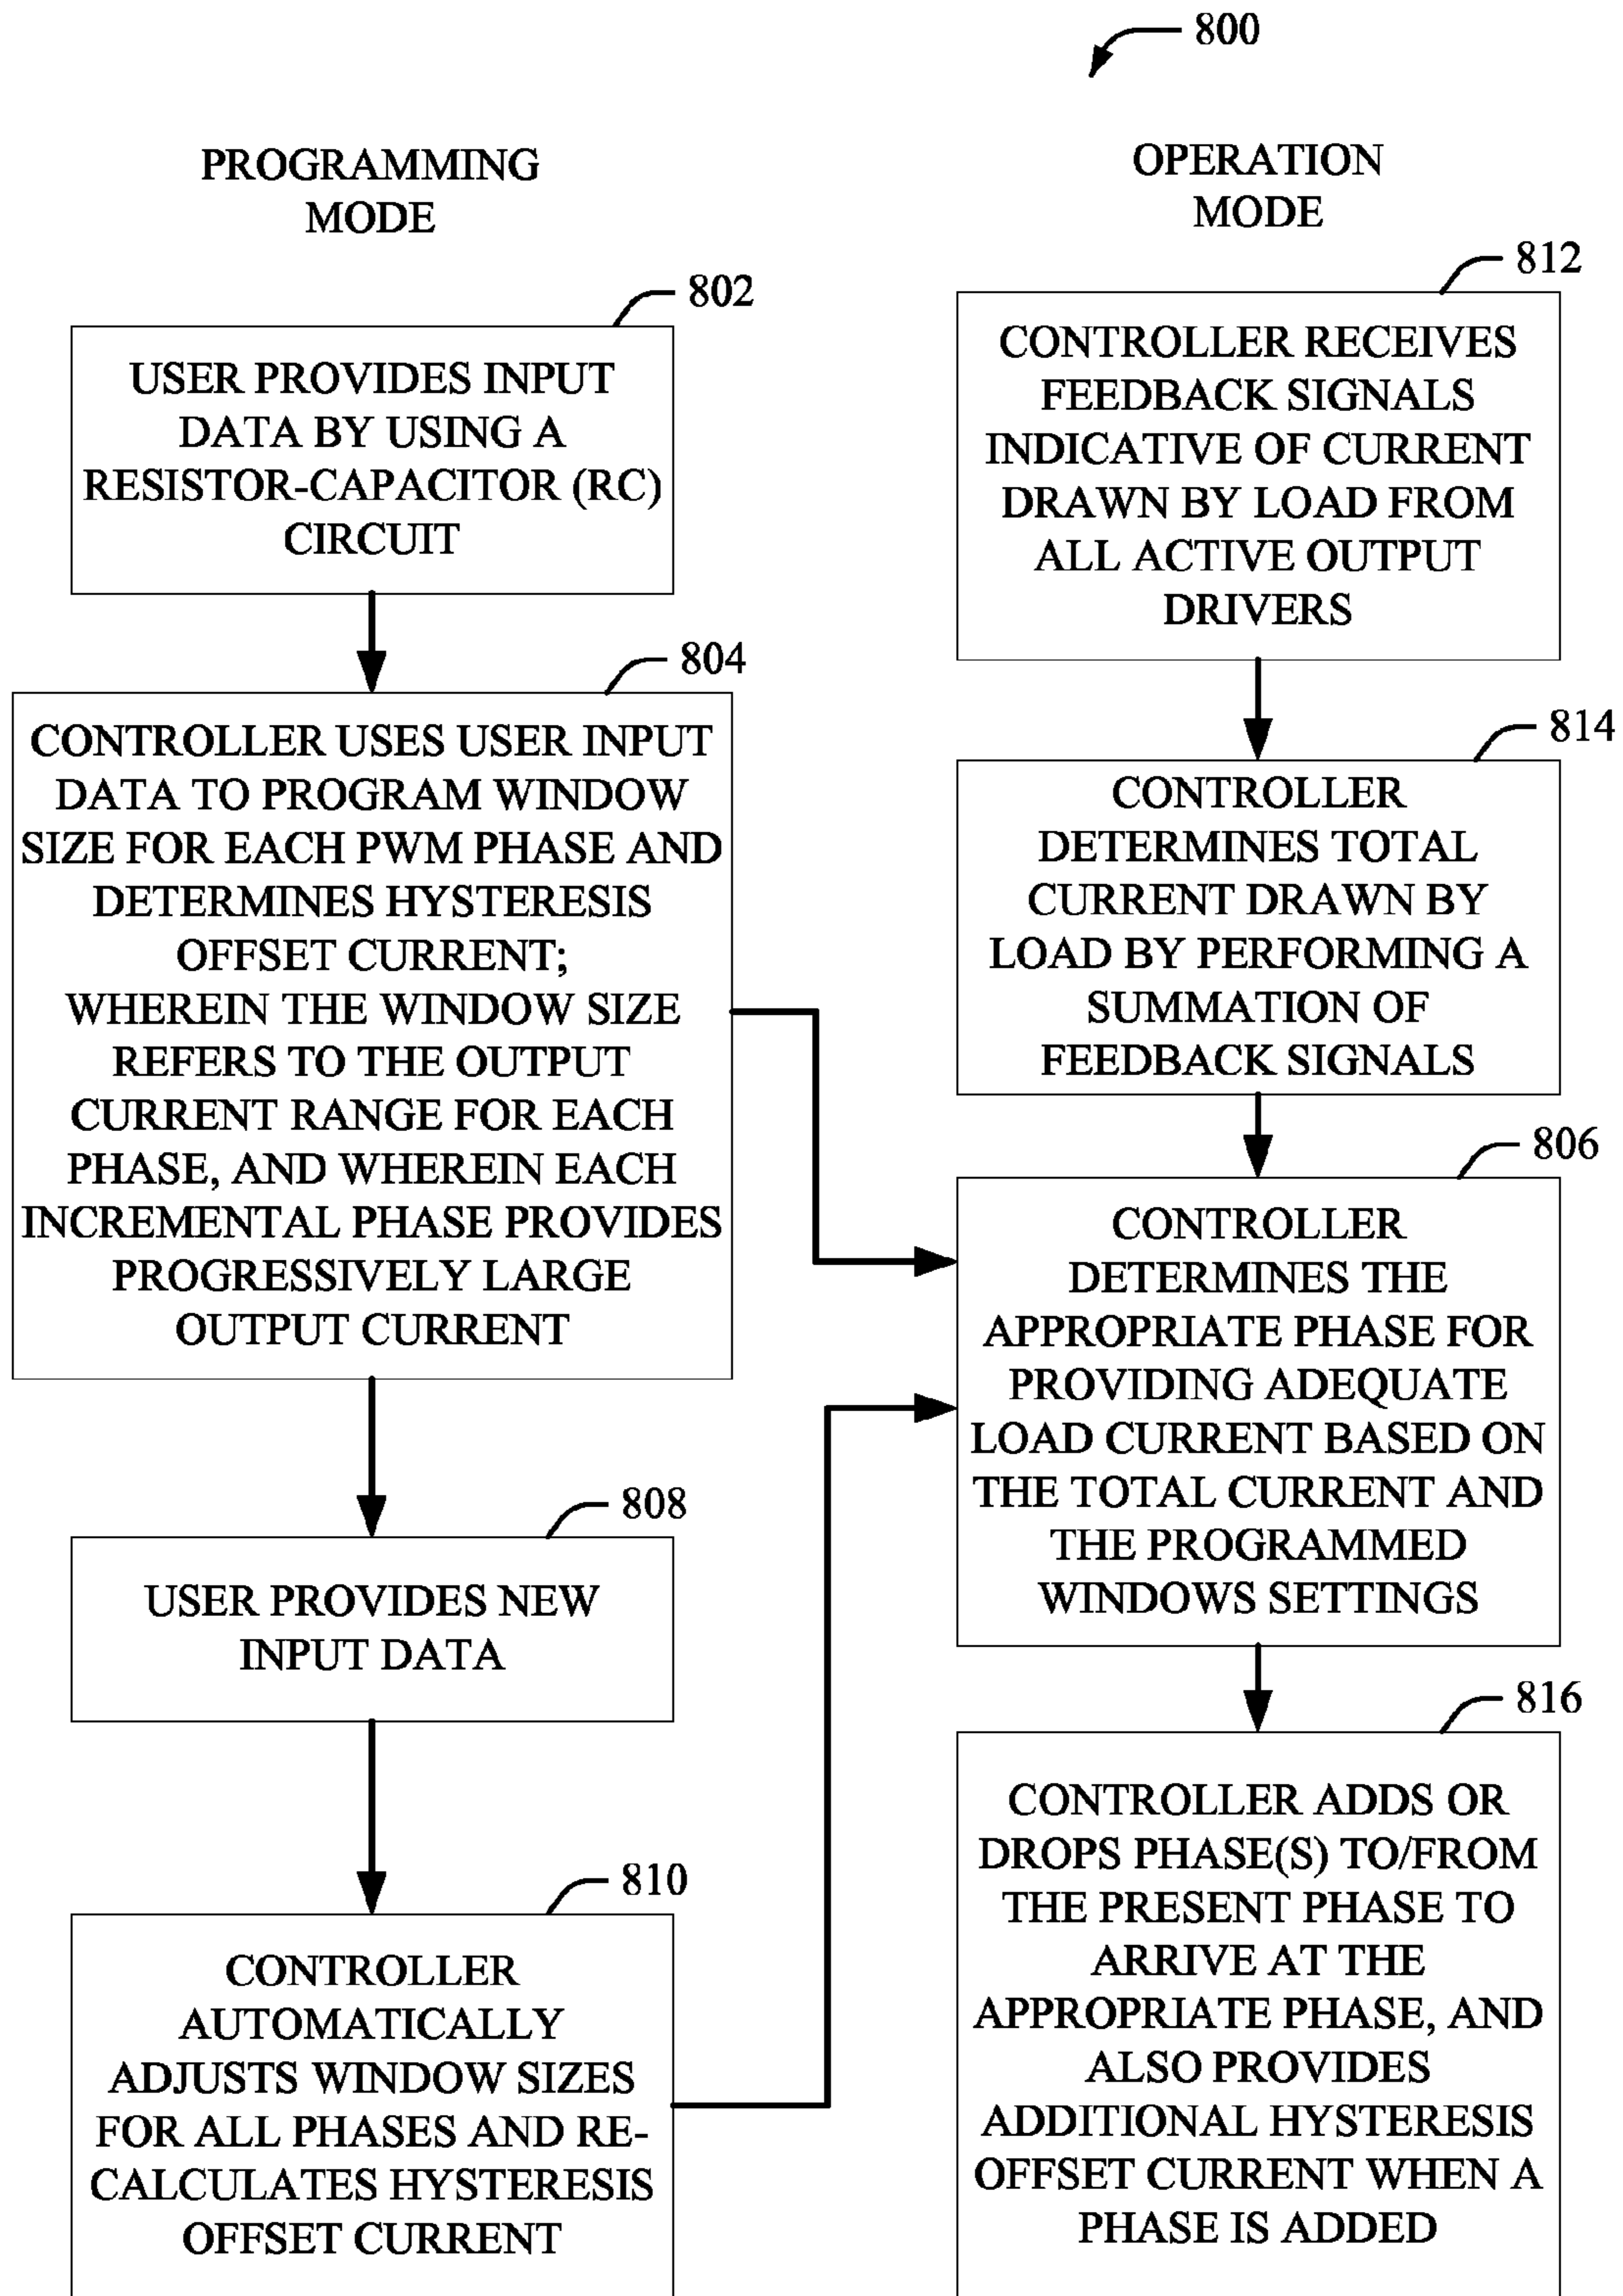 800
PROGRAMMING
MODE
802
USER PROVIDES INPUT
DATA BY USING A
RESISTOR-CAPACITOR (RC)
CIRCUIT
804
CONTROLLER USES USER INPUT
DATA TO PROGRAM WINDOW
SIZE FOR EACH PWM PHASE AND
DETERMINES HYSTERESIS
OFFSET CURRENT;
WHEREIN THE WINDOW SIZE
REFERS TO THE OUTPUT
CURRENT RANGE FOR EACH
PHASE, AND WHEREIN EACH
INCREMENTAL PHASE PROVIDES
PROGRESSIVELY LARGE
OUTPUT CURRENT
808
USER PROVIDES NEW
INPUT DATA
810
CONTROLLER
AUTOMATICALLY
ADJUSTS WINDOW SIZES
FOR ALL PHASES AND RE-
CALCULATES HYSTERESIS
OFFSET CURRENT
OPERATION
MODE
812
CONTROLLER RECEIVES
FEEDBACK SIGNALS
INDICATIVE OF CURRENT
DRAWN BY LOAD FROM
ALL ACTIVE OUTPUT
DRIVERS
814
CONTROLLER
DETERMINES TOTAL
CURRENT DRAWN BY
LOAD BY PERFORMING A
SUMMATION OF
FEEDBACK SIGNALS
806
CONTROLLER
DETERMINES THE
APPROPRIATE PHASE FOR
PROVIDING ADEQUATE
LOAD CURRENT BASED ON
THE TOTAL CURRENT AND
THE PROGRAMMED
WINDOWS SETTINGS
816
CONTROLLER ADDS OR
DROPS PHASE(S) TO/FROM
THE PRESENT PHASE TO
ARRIVE AT THE
APPROPRIATE PHASE, AND
ALSO PROVIDES
ADDITIONAL HYSTERESIS
OFFSET CURRENT WHEN A
PHASE IS ADDED